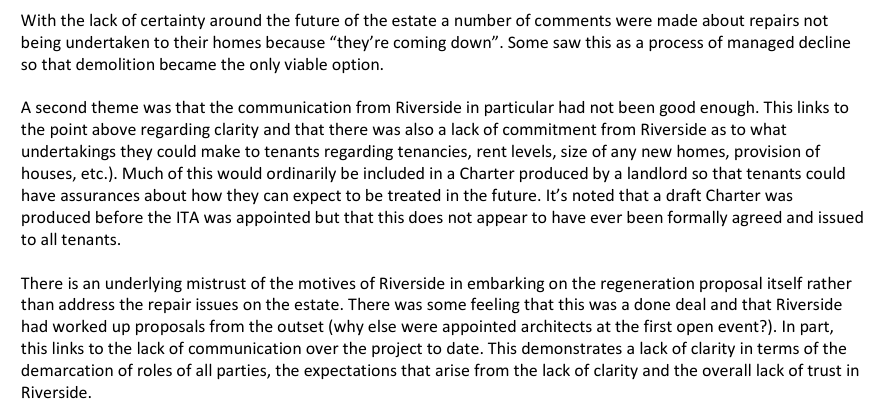 With the lack of certainty around the future of the estate a number of comments were made about repairs not
being undertaken to their homes because “they’re coming down”. Some saw this as a process of managed decline
so that demolition became the only viable option.
A second theme was that the communication from Riverside in particular had not been good enough. This links to
the point above regarding clarity and that there was also a lack of commitment from Riverside as to what
undertakings they could make to tenants regarding tenancies, rent levels, size of any new homes, provision of
houses, etc.). Much of this would ordinarily be included in a Charter produced by a landlord so that tenants could
have assurances about how they can expect to be treated in the future. It’s noted that a draft Charter was
produced before the ITA was appointed but that this does not appear to have ever been formally agreed and issued
to all tenants.
There is an underlying mistrust of the motives of Riverside in embarking on the regeneration proposal itself rather
than address the repair issues on the estate. There was some feeling that this was a done deal and that Riverside
had worked up proposals from the outset (why else were appointed architects at the first open event?). In part,
this links to the lack of communication over the project to date. This demonstrates a lack of clarity in terms of the
demarcation of roles of all parties, the expectations that arise from the lack of clarity and the overall lack of trust in
Riverside.